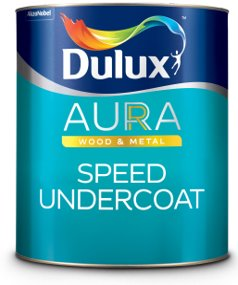 AkzoNobel
Dulux
AURA
WOOD & METAL
SPEED
UNDERCOAT